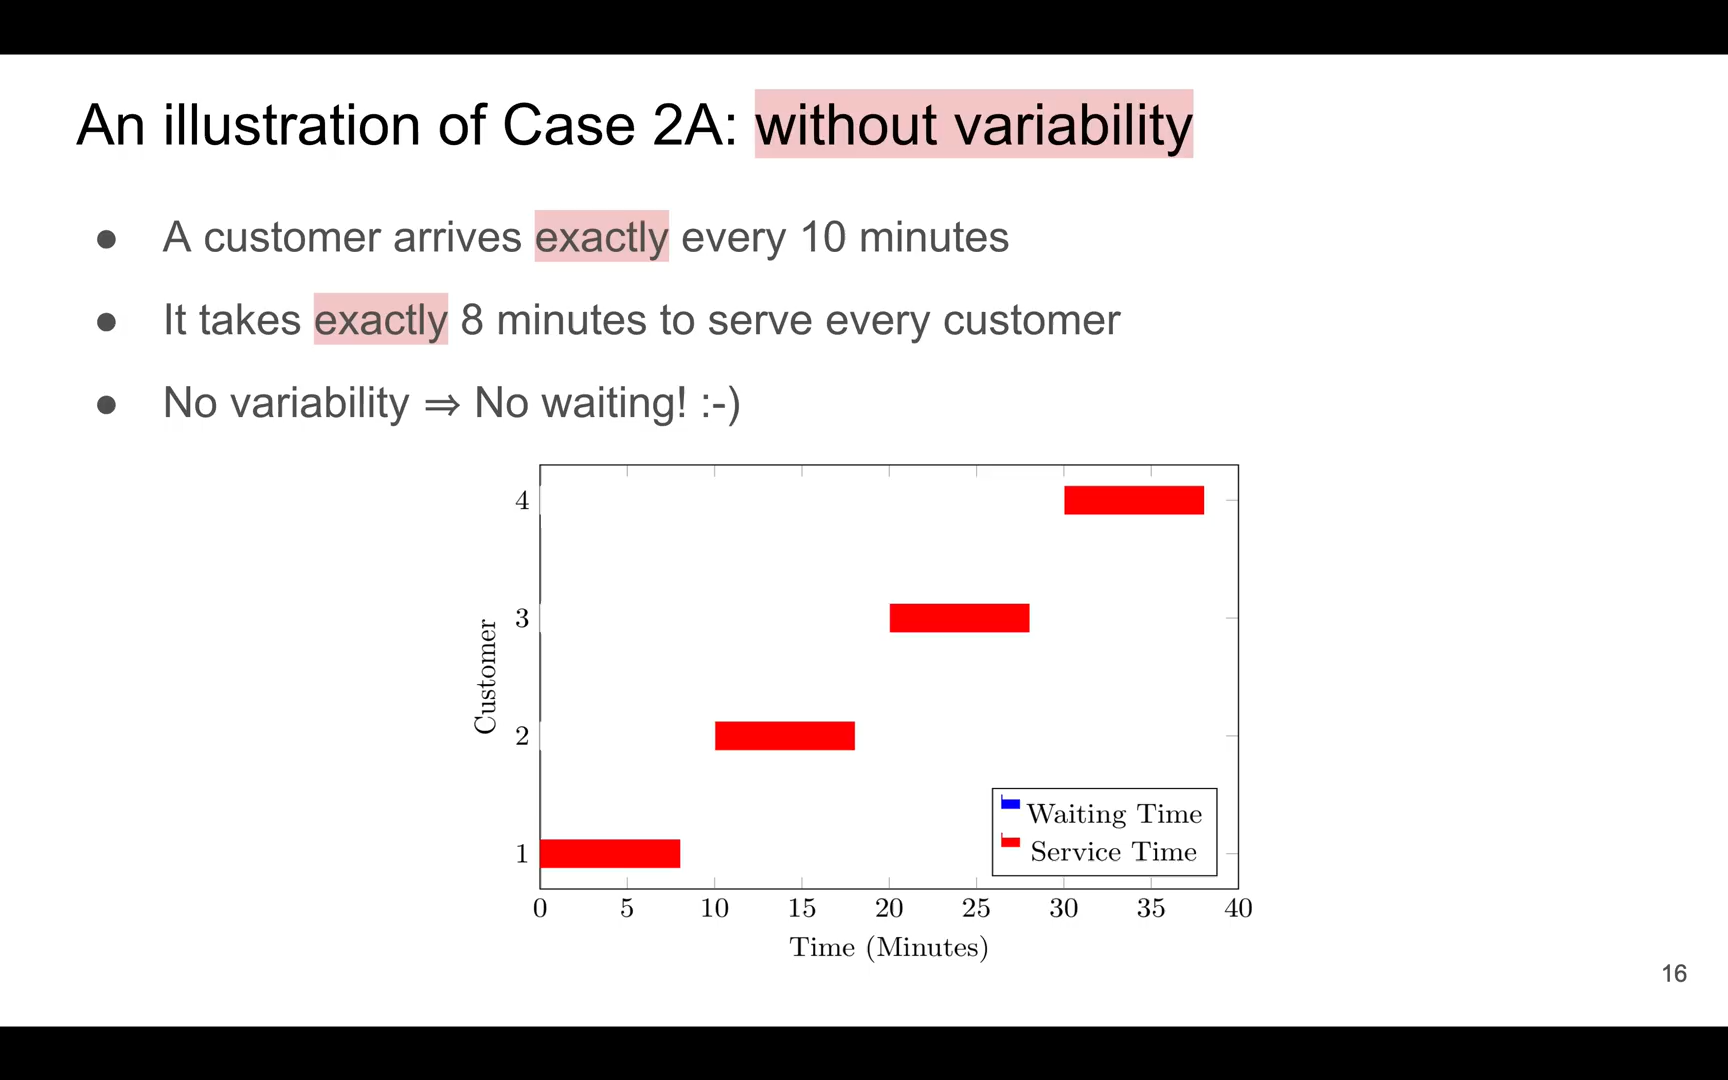 An illustration of Case 2A: without variability
● A customer arrives exactly every 10 minutes
● It takes exactly 8 minutes to serve every customer
● No variability ⇒ No waiting! :-)
4
3
2
1
Customer
Waiting Time
Service Time
0 5 10 15 20 25 30 35 40
Time (Minutes)
16